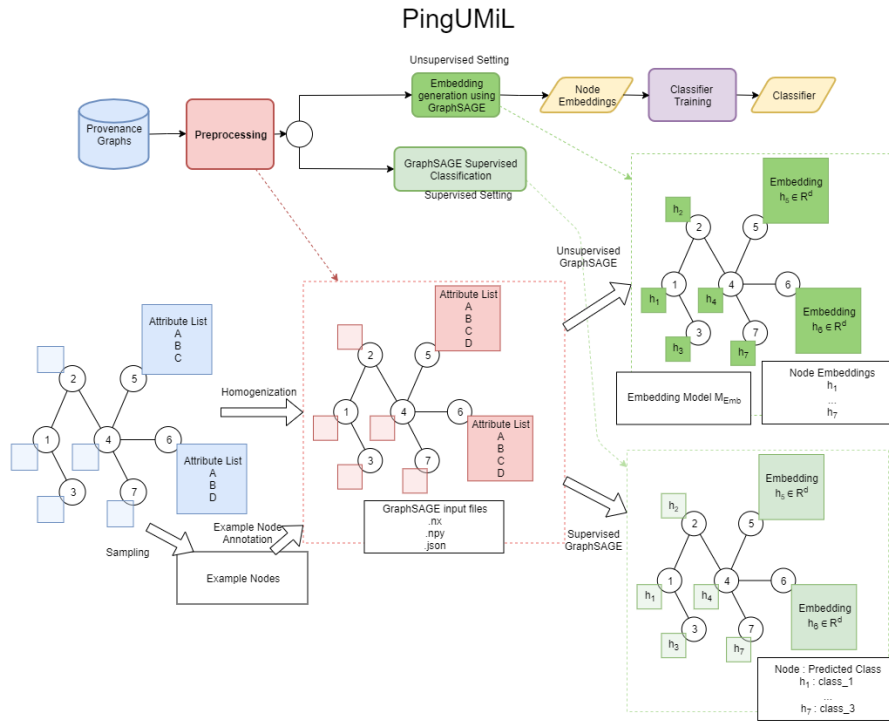 PingUMiL
Unsupervised Setting
Provenance
Graphs
Preprocessing
Embedding
generation using
GraphSAGE
Node
Embeddings
Classifier
Training
Classifier
GraphSAGE Supervised
Classification
Supervised Setting
Attribute List
A
B
C
2
5
1
4
6
3
7
Attribute List
A
B
D
Homogenization
Sampling
Example Node
Annotation
Example Nodes
Attribute List
A
B
C
D
2
5
1
4
6
3
7
Attribute List
A
B
C
D
GraphSAGE input files
.nx
.npy
.json
Unsupervised
GraphSAGE
Supervised
GraphSAGE
Embedding
h₅ ∈ Rᵈ
h₂
2
5
1
4
6
h₁
h₄
3
7
h₃
h₇
Embedding
h₆ ∈ Rᵈ
Embedding Model M_Emb
Node Embeddings
h₁
...
h₇
Embedding
h₅ ∈ Rᵈ
h₂
2
5
1
4
6
h₁
h₄
3
7
h₃
h₇
Embedding
h₆ ∈ Rᵈ
Node : Predicted Class
h₁ : class_1
...
h₇ : class_3